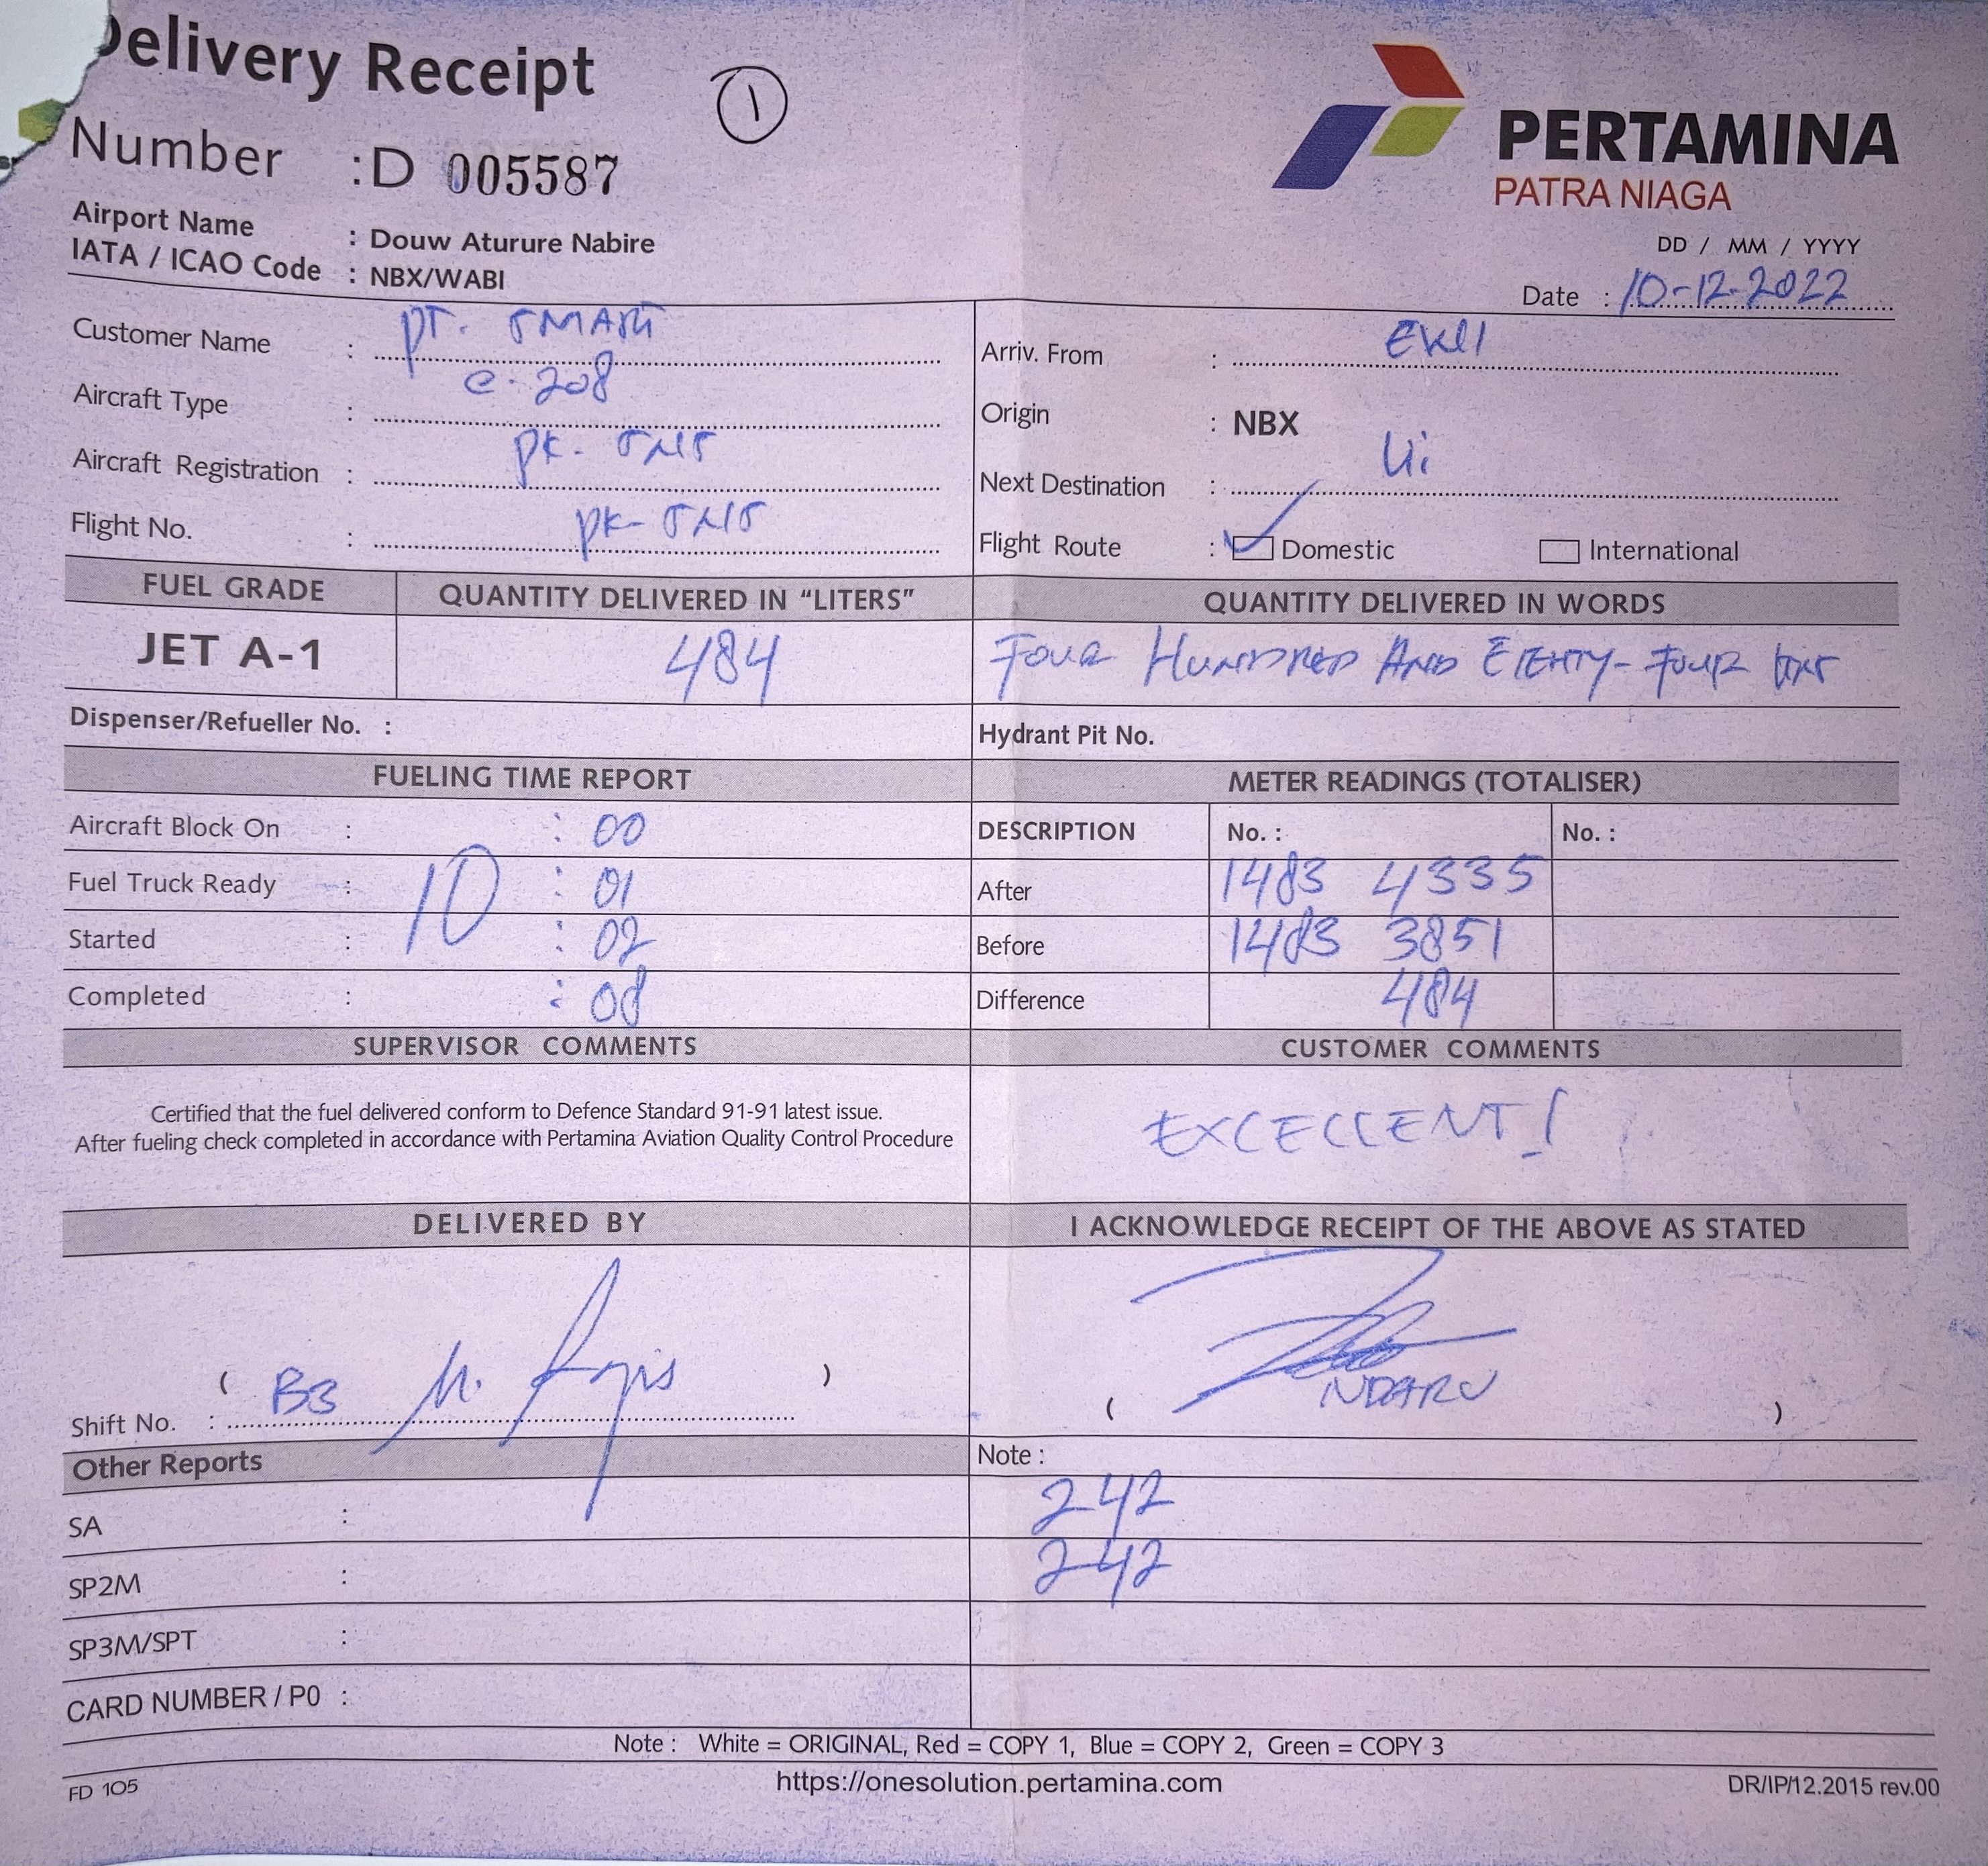 Delivery Receipt
1
PERTAMINA
PATRA NIAGA
Number : D 005587
Airport Name : Douw Aturure Nabire
IATA / ICAO Code : NBX/WABI
DD / MM / YYYY
Date : 10-12-2022
Customer Name : PT. SMART
Aircraft Type : C-208
Aircraft Registration : PK-
Flight No. : PK-
Arriv. From :
Origin : NBX
Next Destination :
Flight Route : Domestic International
FUEL GRADE QUANTITY DELIVERED IN “LITERS” QUANTITY DELIVERED IN WORDS
JET A-1 484 FOUR HUNDRED AND EIGHTY-FOUR
Dispenser/Refueller No. : Hydrant Pit No.
FUELING TIME REPORT METER READINGS (TOTALISER)
Aircraft Block On : : 00
Fuel Truck Ready : 10 : 01
Started : : 02
Completed : : 08
DESCRIPTION No. : No. :
After 1483 4335
Before 1483 3851
Difference 484
SUPERVISOR COMMENTS CUSTOMER COMMENTS
Certified that the fuel delivered conform to Defence Standard 91-91 latest issue.
After fueling check completed in accordance with Pertamina Aviation Quality Control Procedure
EXCELLENT!
DELIVERED BY I ACKNOWLEDGE RECEIPT OF THE ABOVE AS STATED
( B3 M. )
Shift No. :
( NDARU )
Other Reports Note :
SA : 242
SP2M : 242
SP3M/SPT :
CARD NUMBER / P0 :
Note : White = ORIGINAL, Red = COPY 1, Blue = COPY 2, Green = COPY 3
FD 105 https://onesolution.pertamina.com DR/IP/12.2015 rev.00